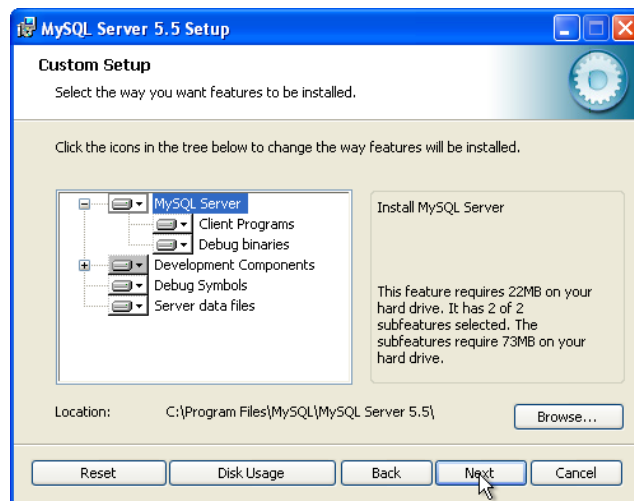 MySQL Server 5.5 Setup
Custom Setup
Select the way you want features to be installed.
Click the icons in the tree below to change the way features will be installed.
MySQL Server
Client Programs
Debug binaries
Development Components
Debug Symbols
Server data files
Install MySQL Server
This feature requires 22MB on your
hard drive. It has 2 of 2
subfeatures selected. The
subfeatures require 73MB on your
hard drive.
Location: C:\Program Files\MySQL\MySQL Server 5.5\
Browse...
Reset Disk Usage Back Next Cancel